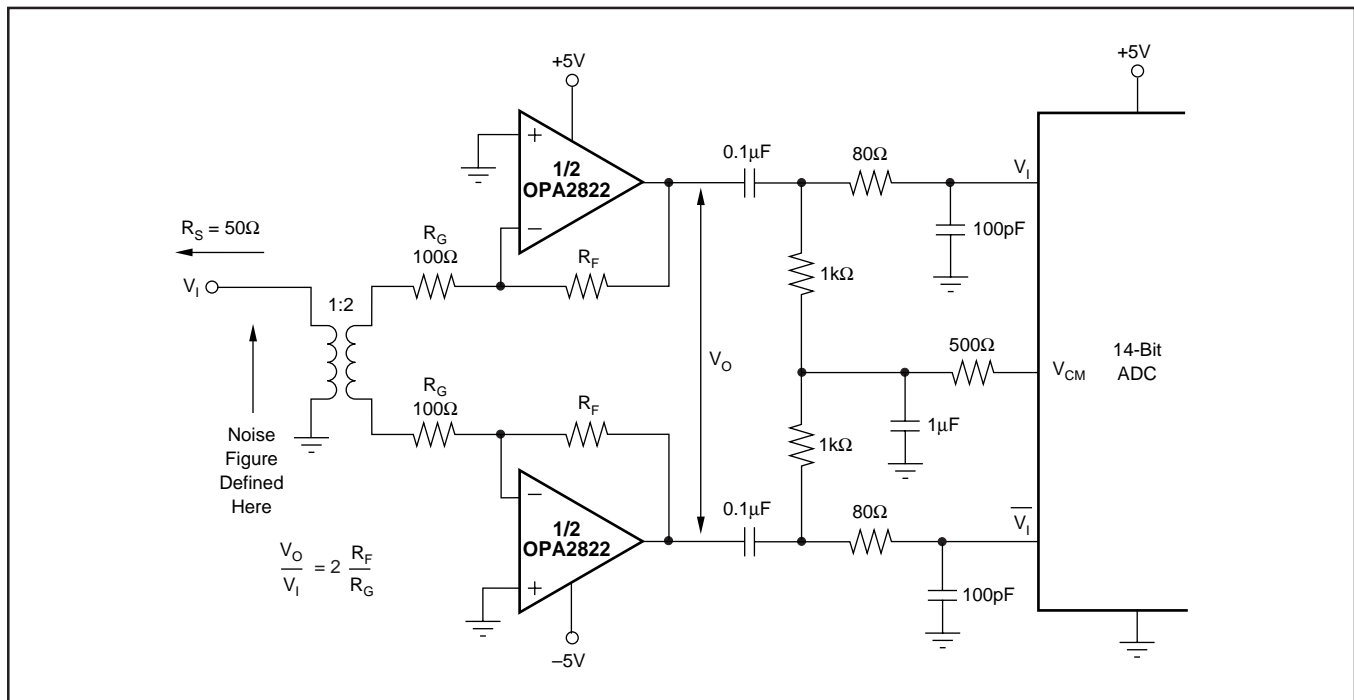 +5V
+5V
+
1/2
OPA2822
−
0.1µF
80Ω
V_I
100pF
R_S = 50Ω
V_I
1:2
R_G
100Ω
R_F
1kΩ
V_O
500Ω
V_CM
14-Bit
ADC
1µF
R_G
100Ω
R_F
1kΩ
Noise
Figure
Defined
Here
−
1/2
OPA2822
+
0.1µF
80Ω
V̅_I
100pF
V_O / V_I = 2 R_F / R_G
–5V